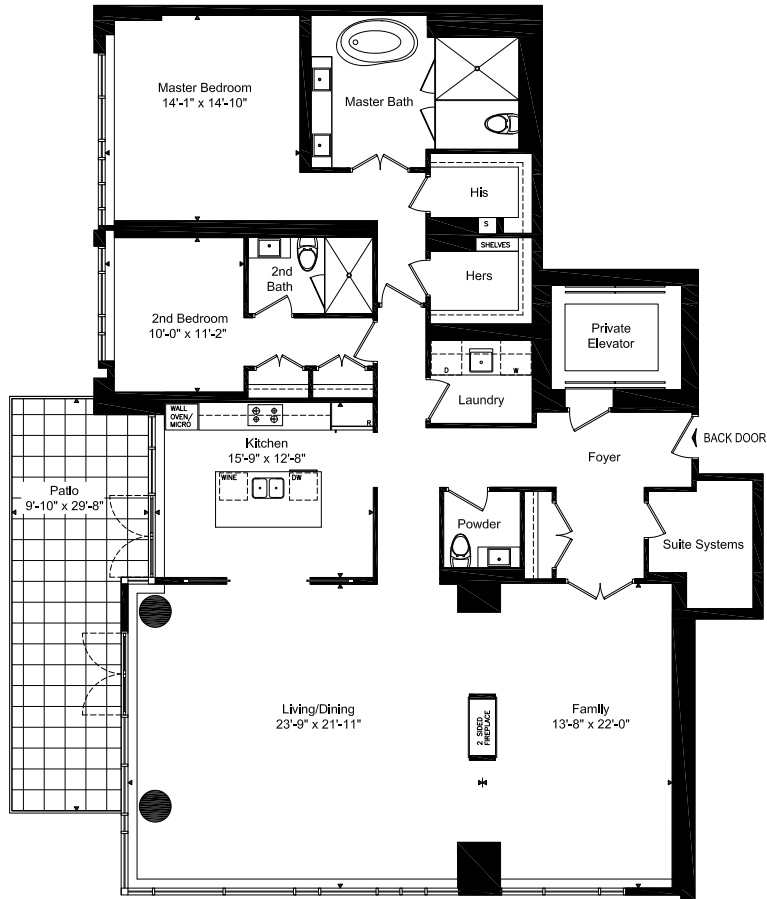 Master Bedroom
14'-1" x 14'-10"
Master Bath
His
S
SHELVES
Hers
2nd
Bath
2nd Bedroom
10'-0" x 11'-2"
Private
Elevator
D
W
Laundry
WALL
OVEN/
MICRO
R
Kitchen
15'-9" x 12'-8"
WINE
DW
BACK DOOR
Foyer
Patio
9'-10" x 29'-8"
Powder
Suite Systems
Living/Dining
23'-9" x 21'-11"
2 SIDED
FIREPLACE
Family
13'-8" x 22'-0"